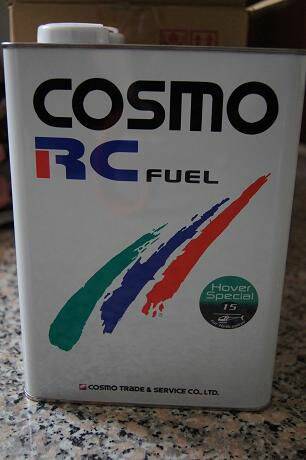 COSMO
RC FUEL
Hover
Special
15
COSMO TRADE & SERVICE CO., LTD.